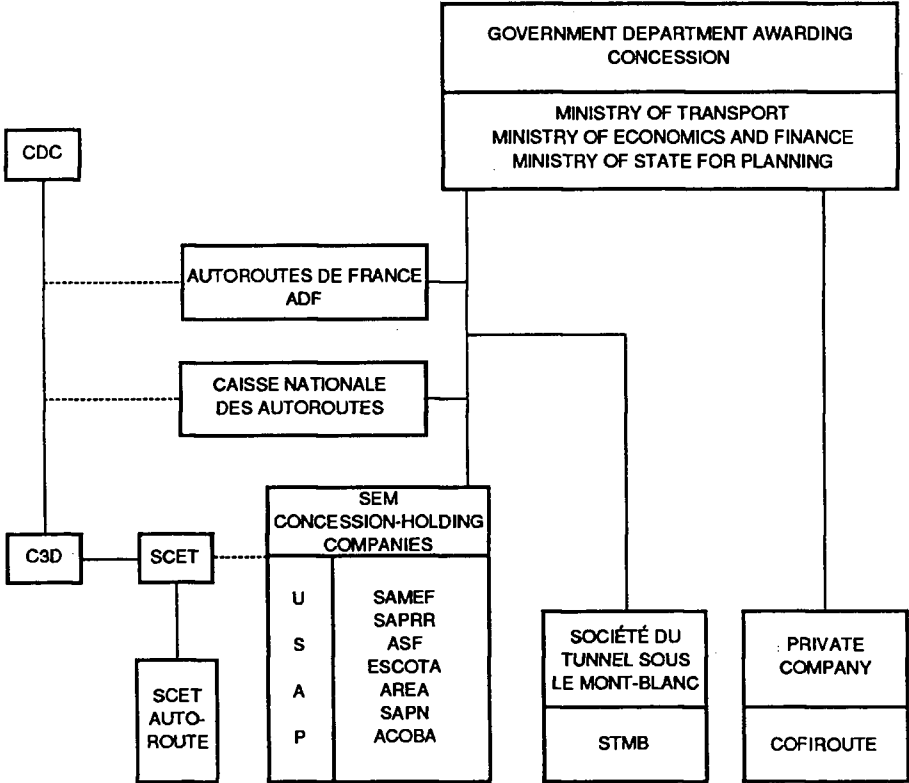 GOVERNMENT DEPARTMENT AWARDING
CONCESSION
MINISTRY OF TRANSPORT
MINISTRY OF ECONOMICS AND FINANCE
MINISTRY OF STATE FOR PLANNING
CDC
AUTOROUTES DE FRANCE
ADF
CAISSE NATIONALE
DES AUTOROUTES
SEM
CONCESSION-HOLDING
COMPANIES
C3D
SCET
U
S
A
P
SAMEF
SAPRR
ASF
ESCOTA
AREA
SAPN
ACOBA
SCET
AUTO-
ROUTE
SOCIÉTÉ DU
TUNNEL SOUS
LE MONT-BLANC
STMB
PRIVATE
COMPANY
COFIROUTE